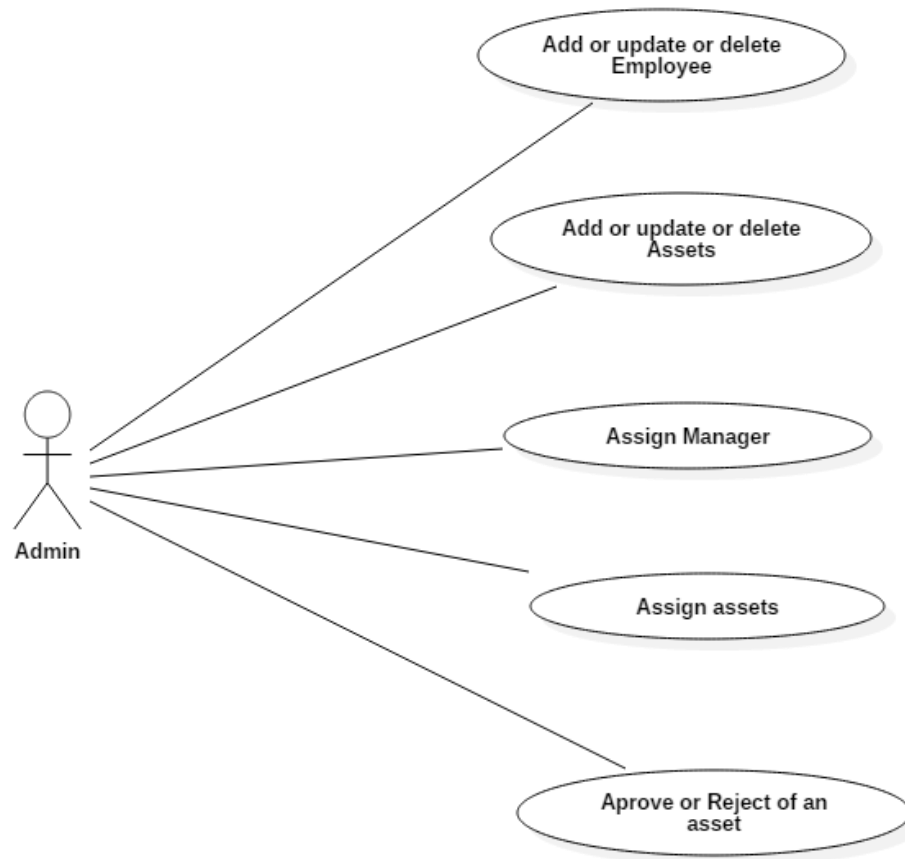 Add or update or delete
Employee
Add or update or delete
Assets
Assign Manager
Admin
Assign assets
Aprove or Reject of an
asset